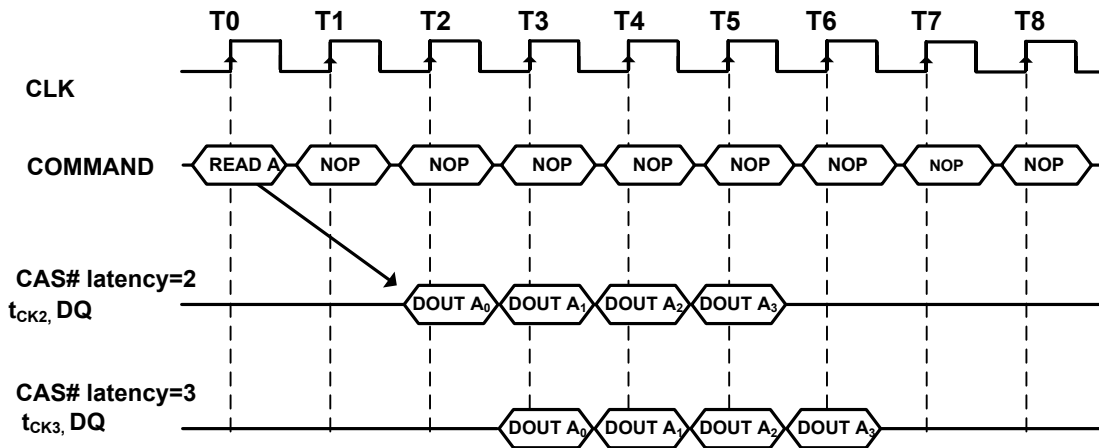 T0 T1 T2 T3 T4 T5 T6 T7 T8
CLK
COMMAND READ A NOP NOP NOP NOP NOP NOP NOP NOP
CAS# latency=2
tCK2, DQ DOUT A0 DOUT A1 DOUT A2 DOUT A3
CAS# latency=3
tCK3, DQ DOUT A0 DOUT A1 DOUT A2 DOUT A3